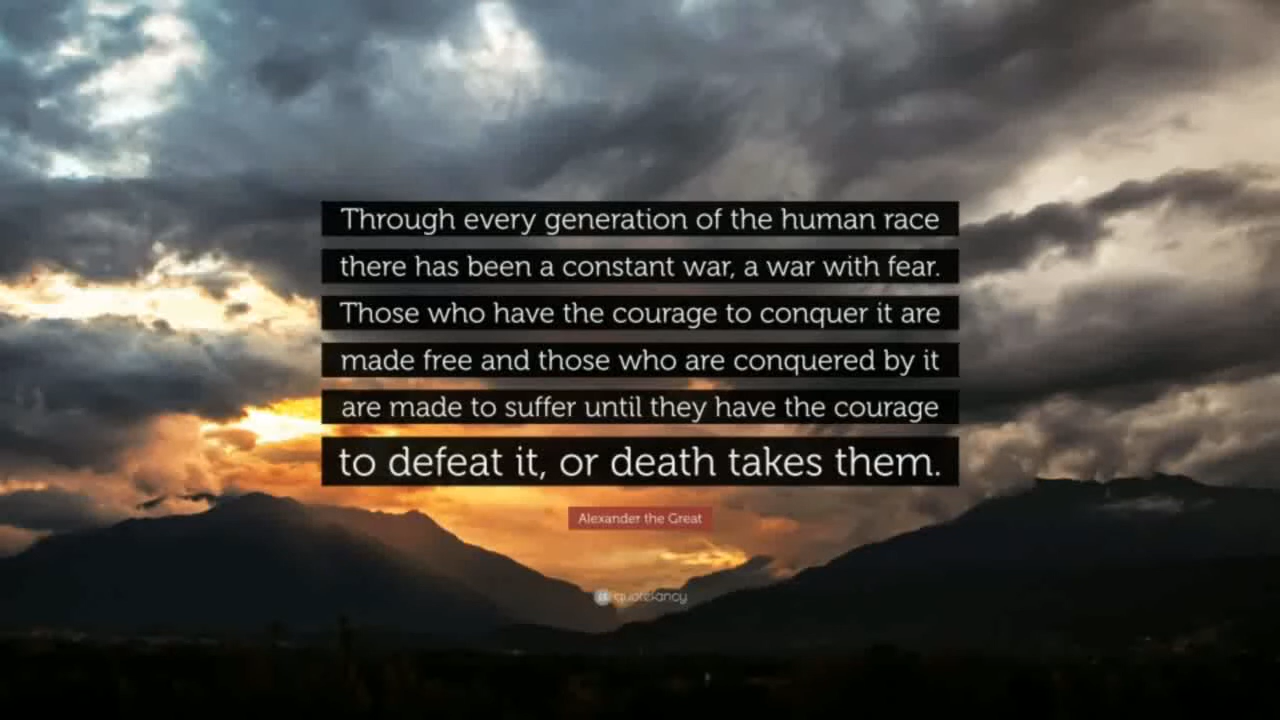 Through every generation of the human race
there has been a constant war, a war with fear.
Those who have the courage to conquer it are
made free and those who are conquered by it
are made to suffer until they have the courage
to defeat it, or death takes them.
Alexander the Great
quotefancy